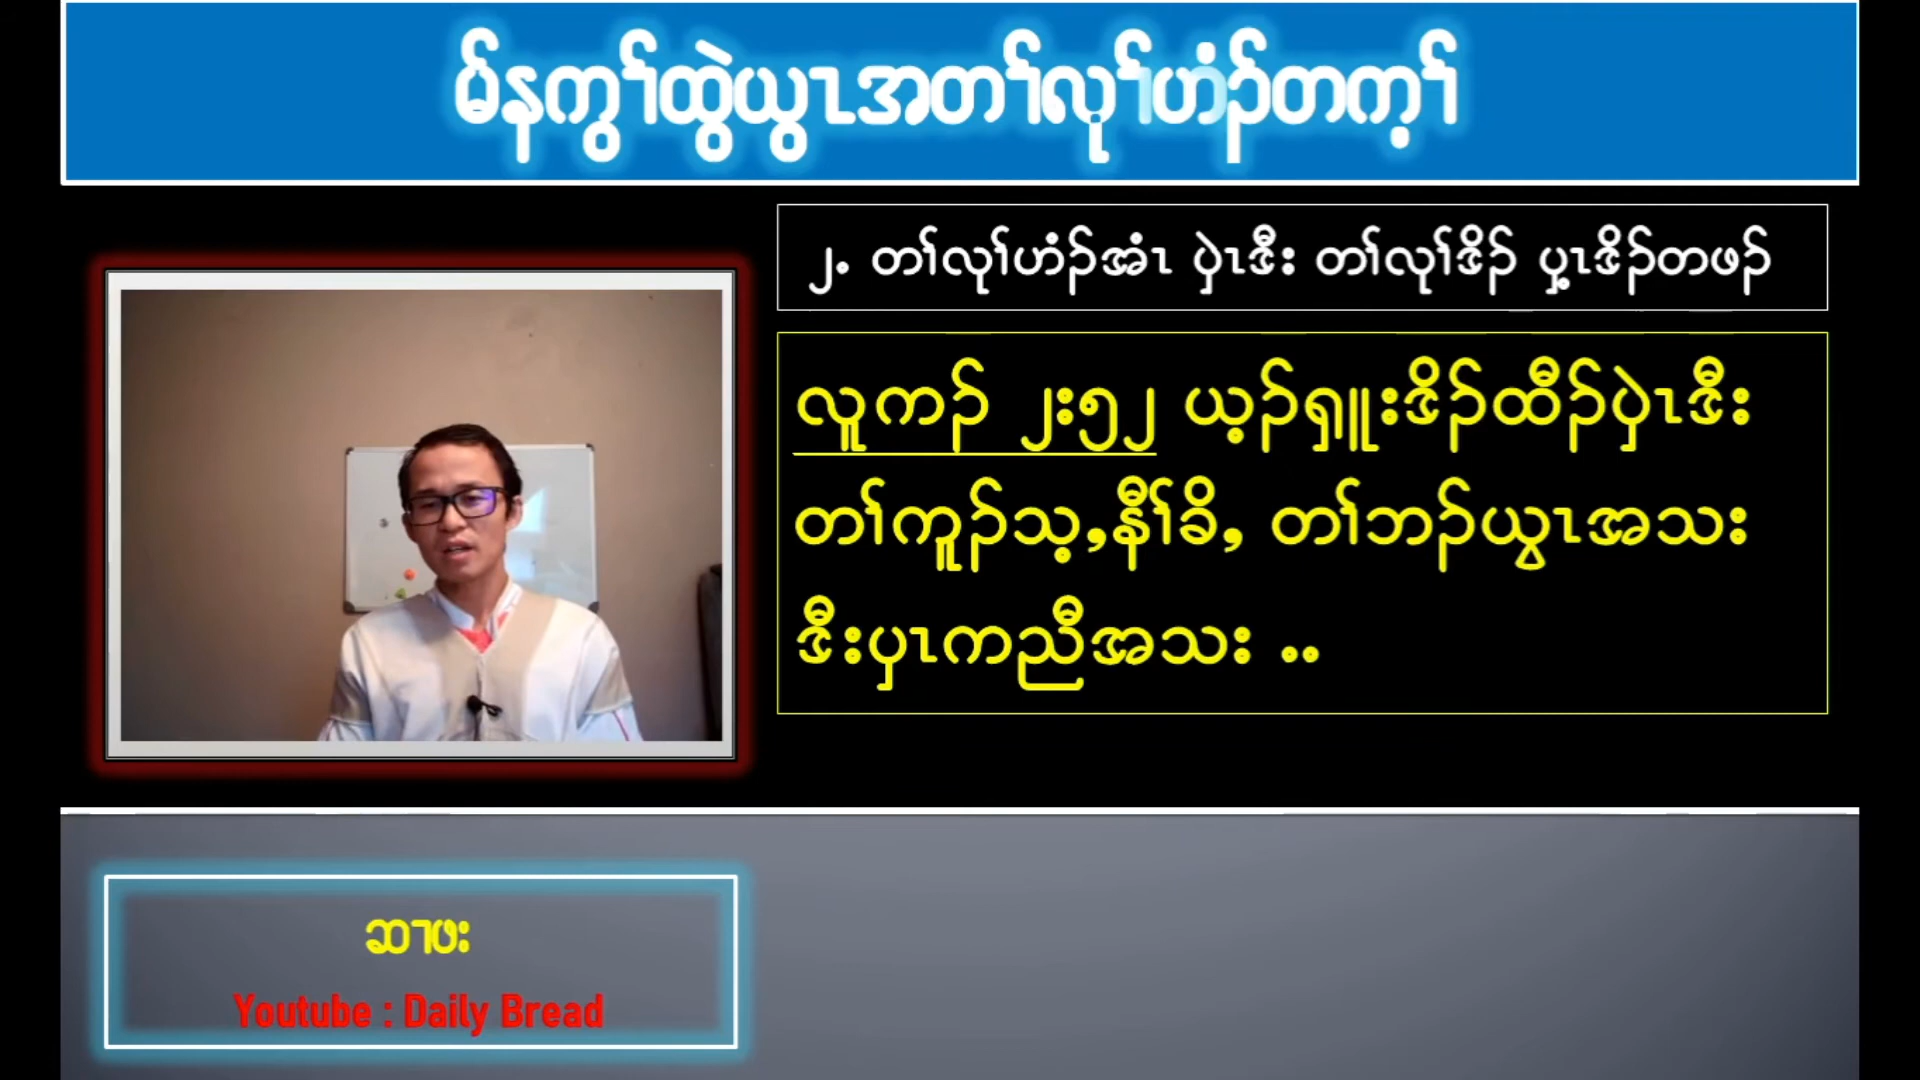 မ်နကွၢ်ထွဲယွၤအတၢ်လုၢ်ဟံၣ်တက့ၢ်
၂. တၢ်လုၢ်ဟံၣ်အံၤ ပှဲၤဒီး တၢ်လုၢ်ဒိၣ် ပှ့ၤဒိၣ်တဖၣ်
လူကၣ် ၂း၅၂ ယ့ၣ်ရှူးဒိၣ်ထီၣ်ပှဲၤဒီး
တၢ်ကူၣ်သ့,နီၢ်ခိ, တၢ်ဘၣ်ယွၤအသး
ဒီးပှၤကညီအသး ..
ဆၢဖး
Youtube : Daily Bread